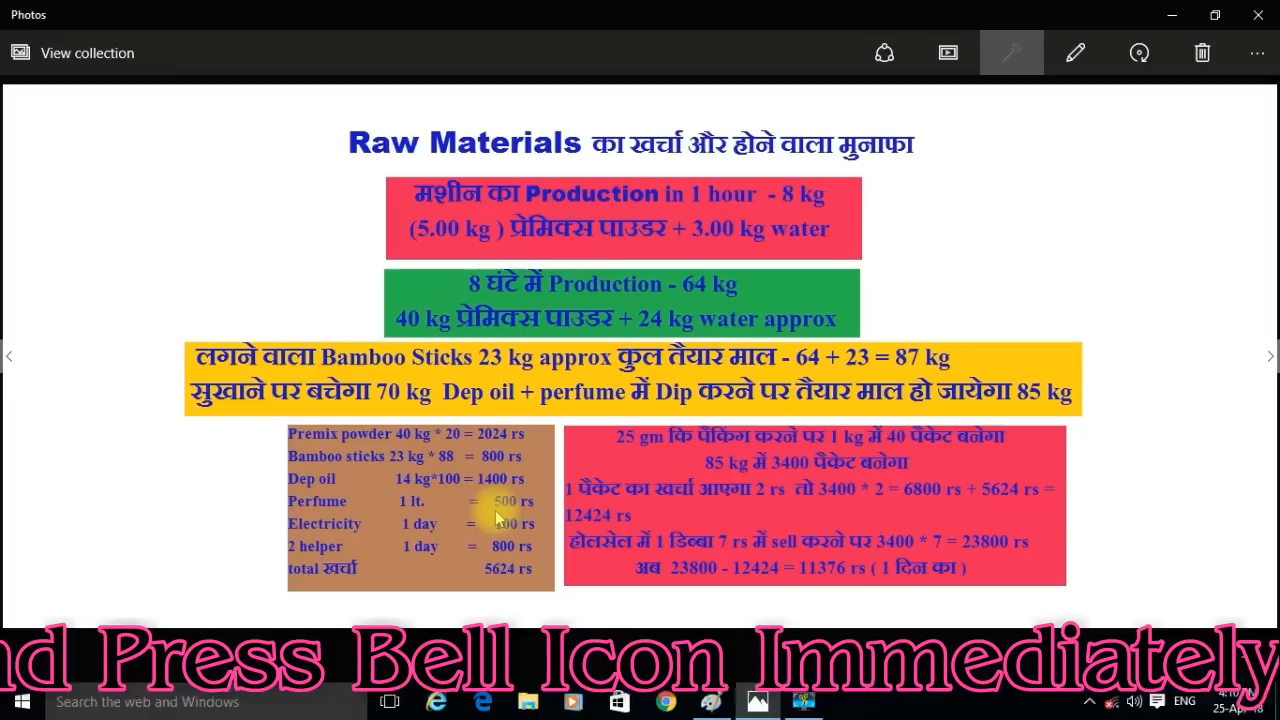 Photos
View collection
Raw Materials का खर्चा और होने वाला मुनाफा
मशीन का Production in 1 hour - 8 kg
(5.00 kg ) प्रेमिक्स पाउडर + 3.00 kg water
8 घंटे में Production - 64 kg
40 kg प्रेमिक्स पाउडर + 24 kg water approx
लगने वाला Bamboo Sticks 23 kg approx कुल तैयार माल - 64 + 23 = 87 kg
सुखाने पर बचेगा 70 kg Dep oil + perfume में Dip करने पर तैयार माल हो जायेगा 85 kg
Premix powder 40 kg * 20 = 2024 rs
Bamboo sticks 23 kg * 88 = 800 rs
Dep oil 14 kg*100 = 1400 rs
Perfume 1 lt. = 500 rs
Electricity 1 day = 100 rs
2 helper 1 day = 800 rs
total खर्चा 5624 rs
25 gm कि पैकिंग करने पर 1 kg में 40 पैकेट बनेगा
85 kg में 3400 पैकेट बनेगा
1 पैकेट का खर्चा आएगा 2 rs तो 3400 * 2 = 6800 rs + 5624 rs =
12424 rs
होलसेल में 1 डिब्बा 7 rs में sell करने पर 3400 * 7 = 23800 rs
अब 23800 - 12424 = 11376 rs ( 1 दिन का )
nd Press Bell Icon Immediately
Search the web and Windows
ENG
25-Apr-18